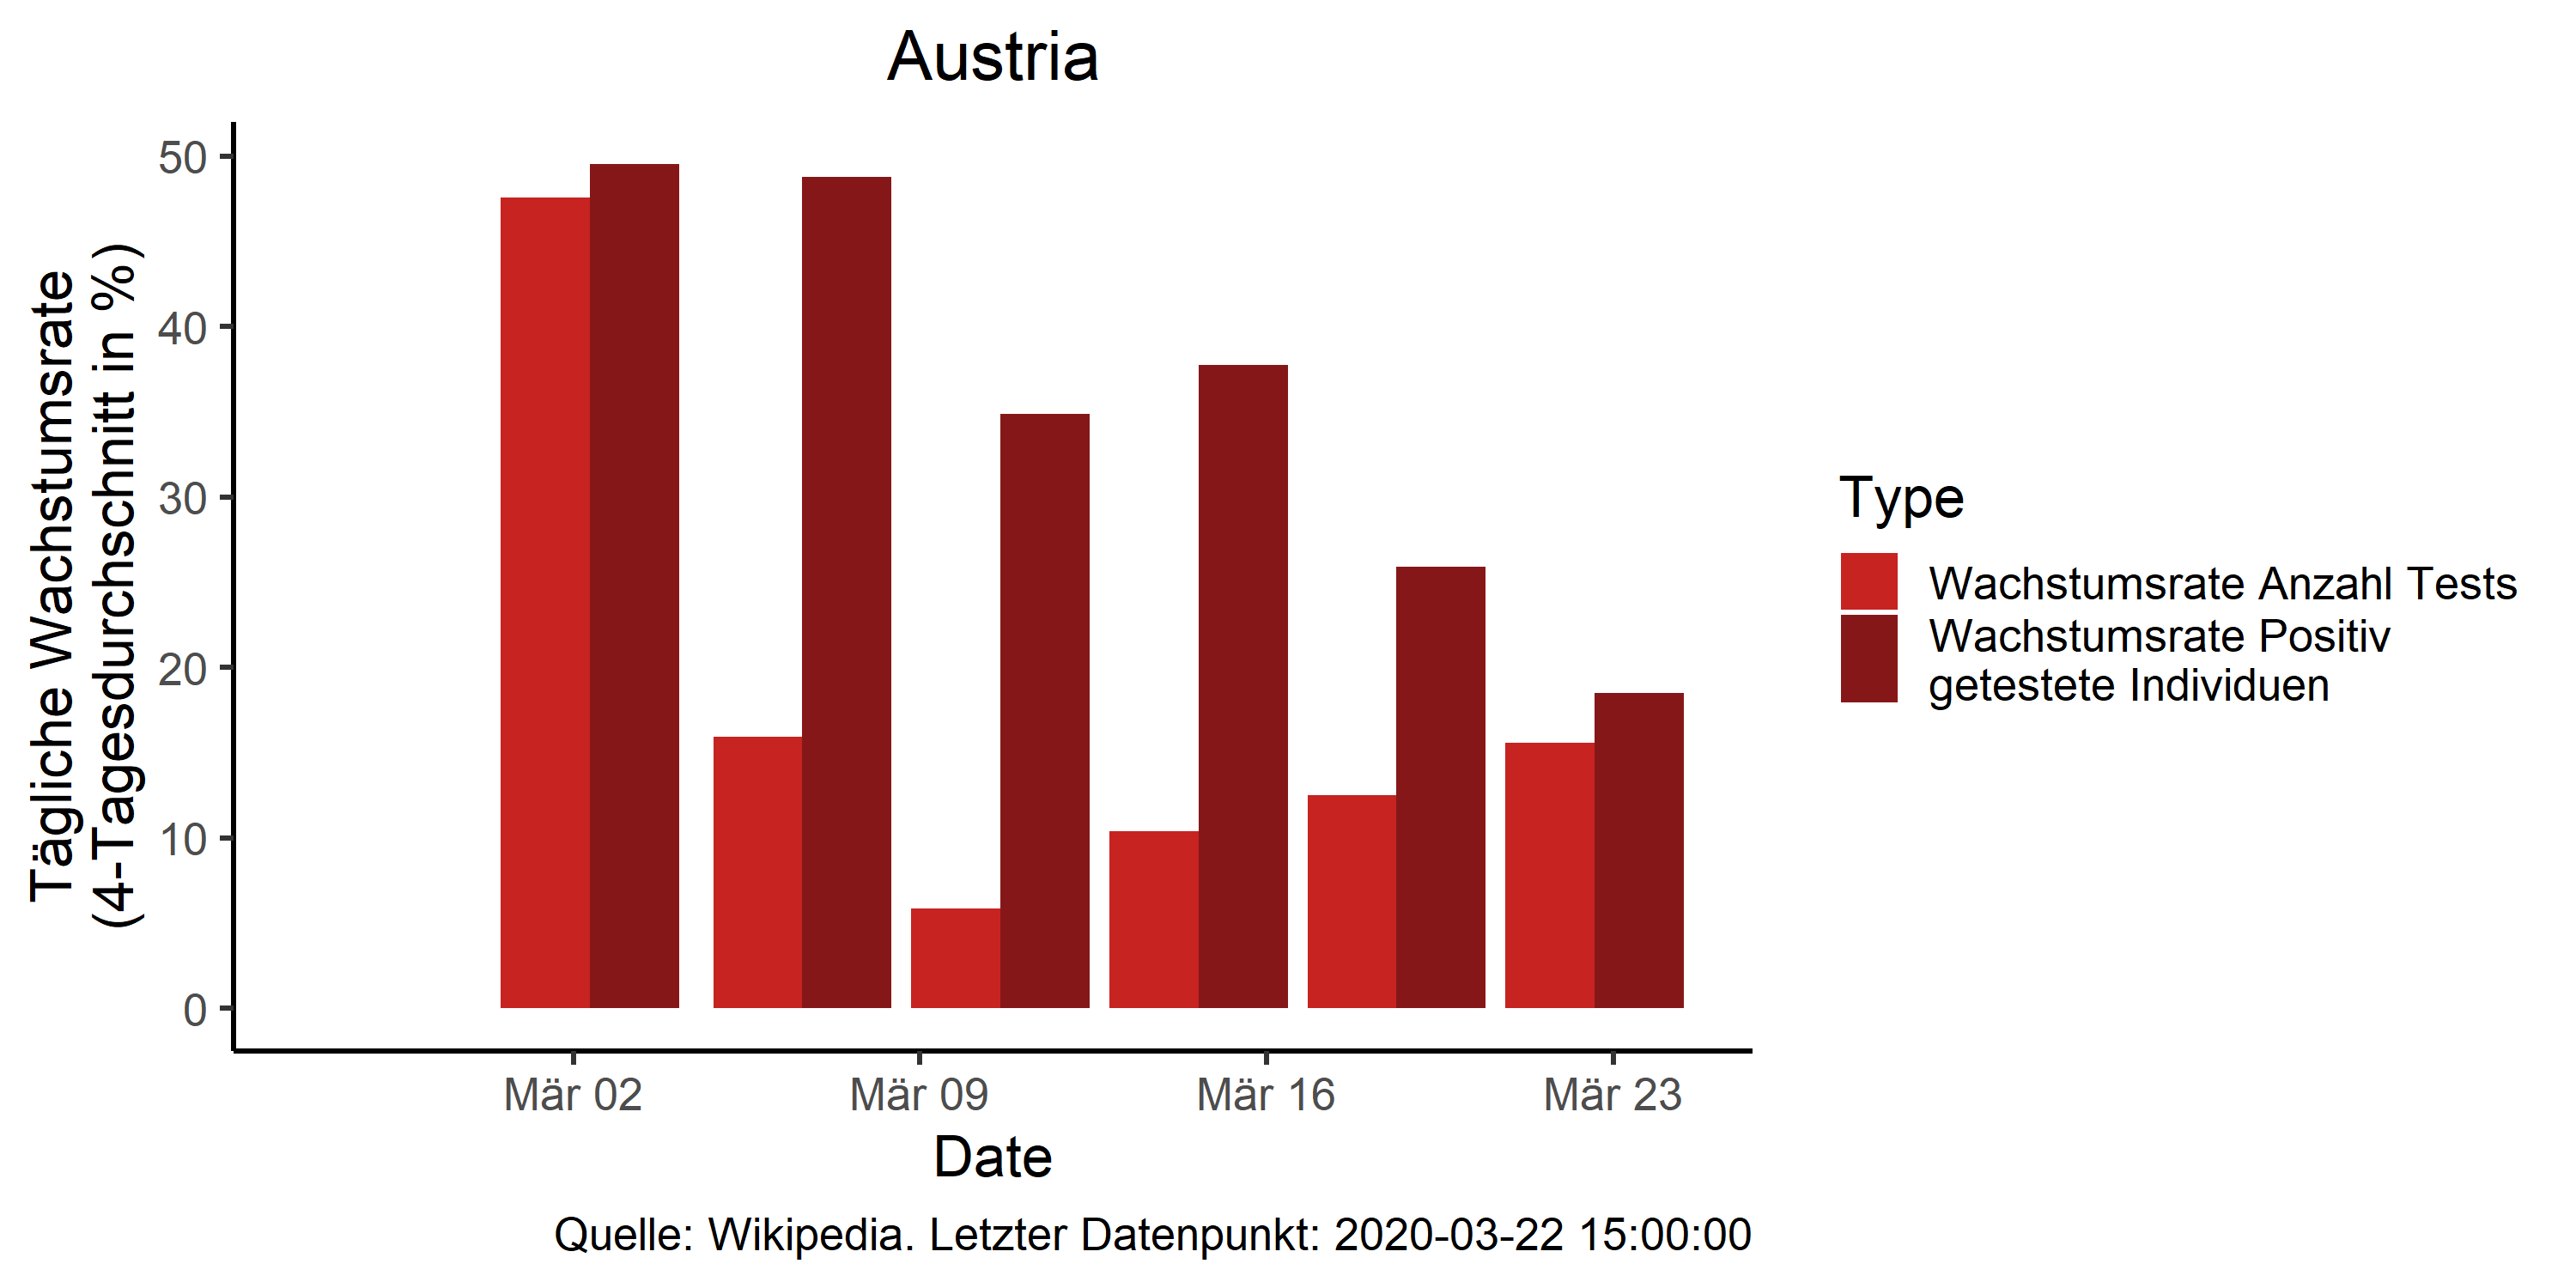 Austria
Tägliche Wachstumsrate
(4-Tagesdurchschnitt in %)
50
40
30
20
10
0
Mär 02
Mär 09
Mär 16
Mär 23
Date
Type
Wachstumsrate Anzahl Tests
Wachstumsrate Positiv
getestete Individuen
Quelle: Wikipedia. Letzter Datenpunkt: 2020-03-22 15:00:00